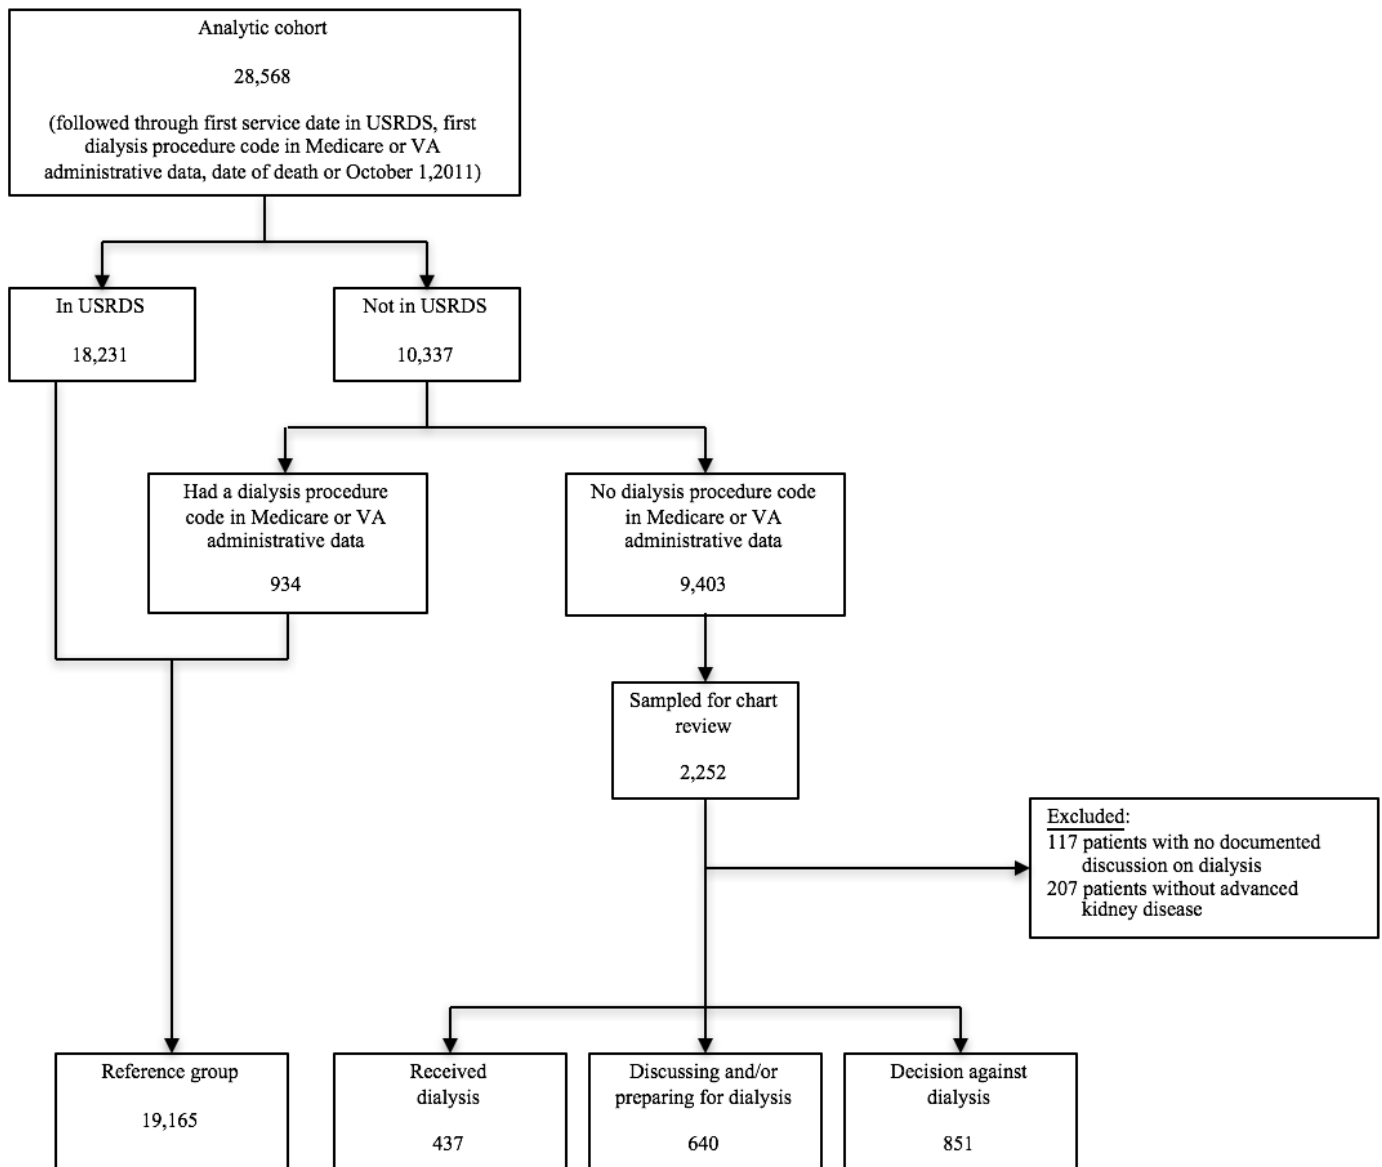 Analytic cohort
28,568
(followed through first service date in USRDS, first
dialysis procedure code in Medicare or VA
administrative data, date of death or October 1,2011)
In USRDS
18,231
Not in USRDS
10,337
Had a dialysis procedure
code in Medicare or VA
administrative data
934
No dialysis procedure code
in Medicare or VA
administrative data
9,403
Sampled for chart
review
2,252
Excluded:
117 patients with no documented
discussion on dialysis
207 patients without advanced
kidney disease
Reference group
19,165
Received
dialysis
437
Discussing and/or
preparing for dialysis
640
Decision against
dialysis
851